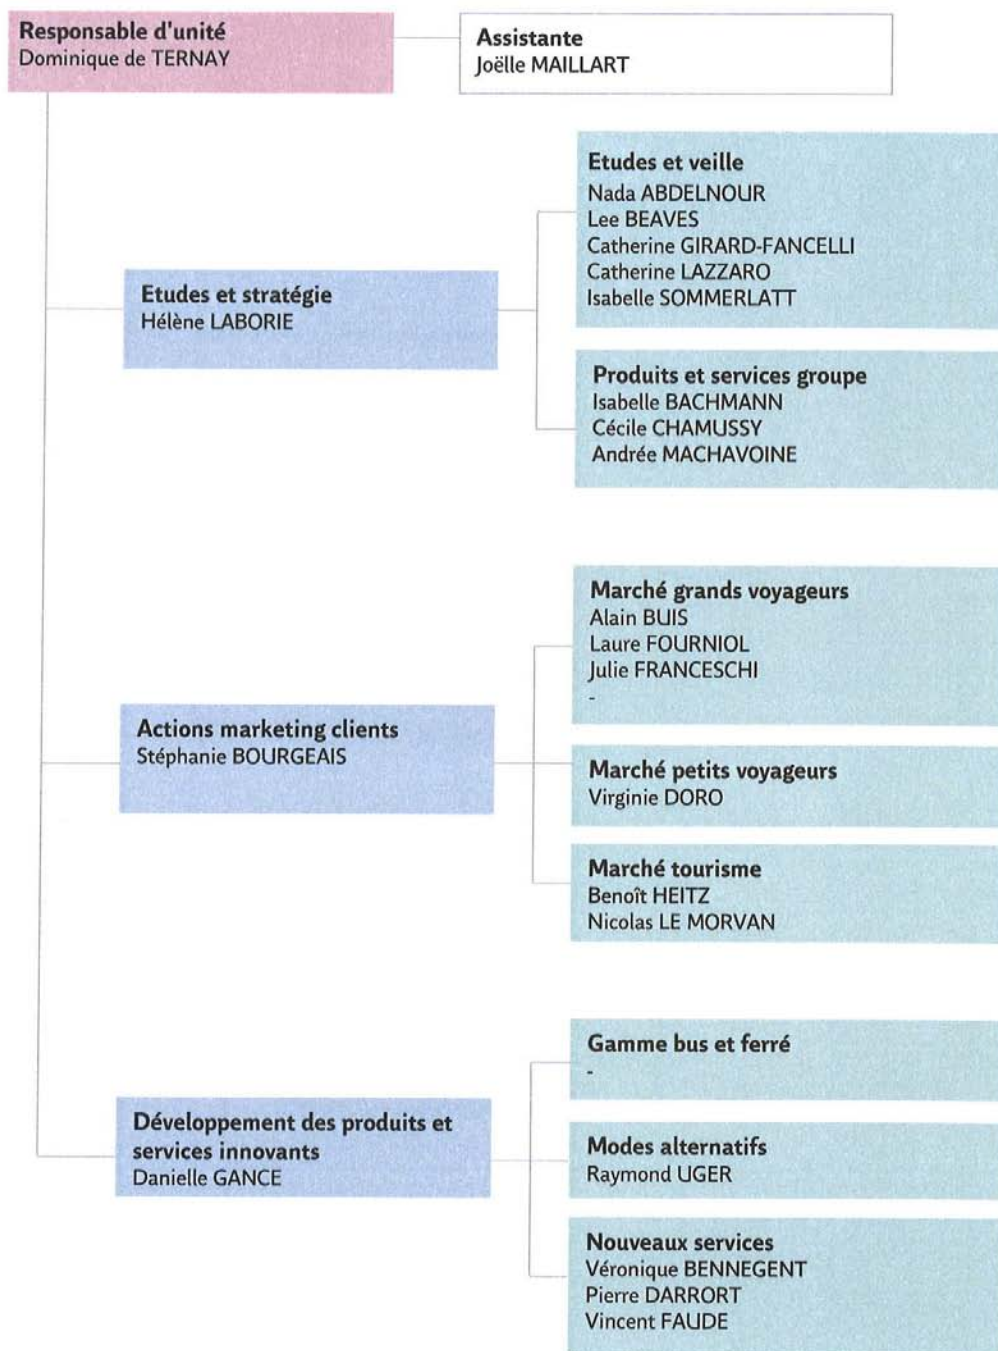 Responsable d'unité
Dominique de TERNAY
Assistante
Joëlle MAILLART
Etudes et stratégie
Hélène LABORIE
Etudes et veille
Nada ABDELNOUR
Lee BEAVES
Catherine GIRARD-FANCELLI
Catherine LAZZARO
Isabelle SOMMERLATT
Produits et services groupe
Isabelle BACHMANN
Cécile CHAMUSSY
Andrée MACHAVOINE
Actions marketing clients
Stéphanie BOURGEAIS
Marché grands voyageurs
Alain BUIS
Laure FOURNIOL
Julie FRANCESCHI
-
Marché petits voyageurs
Virginie DORO
Marché tourisme
Benoît HEITZ
Nicolas LE MORVAN
Développement des produits et
services innovants
Danielle GANCE
Gamme bus et ferré
-
Modes alternatifs
Raymond UGER
Nouveaux services
Véronique BENNEGENT
Pierre DARRORT
Vincent FAUDE